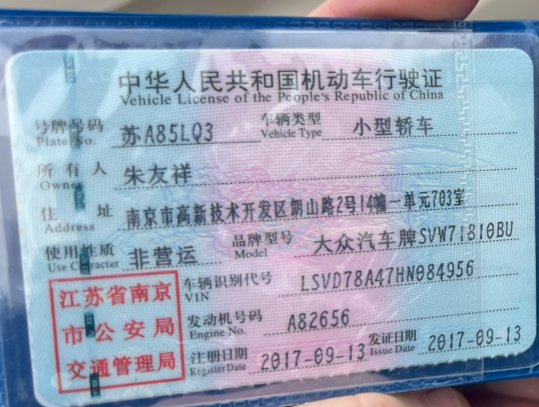 中华人民共和国机动车行驶证
Vehicle License of the People's Republic of China
号牌号码 苏A85LQ3 车辆类型 小型轿车
Plate No. Vehicle Type
所有人 朱友祥
Owner
住址 南京市高新技术开发区朗山路2号14幢一单元703室
Address
使用性质 非营运 品牌型号 大众汽车牌SVW71810BU
Use Character Model
江苏省南京市公安局交通管理局
车辆识别代号 LSVD78A47HN084956
VIN
发动机号码 A82656
Engine No.
注册日期 2017-09-13 发证日期 2017-09-13
Register Date Issue Date